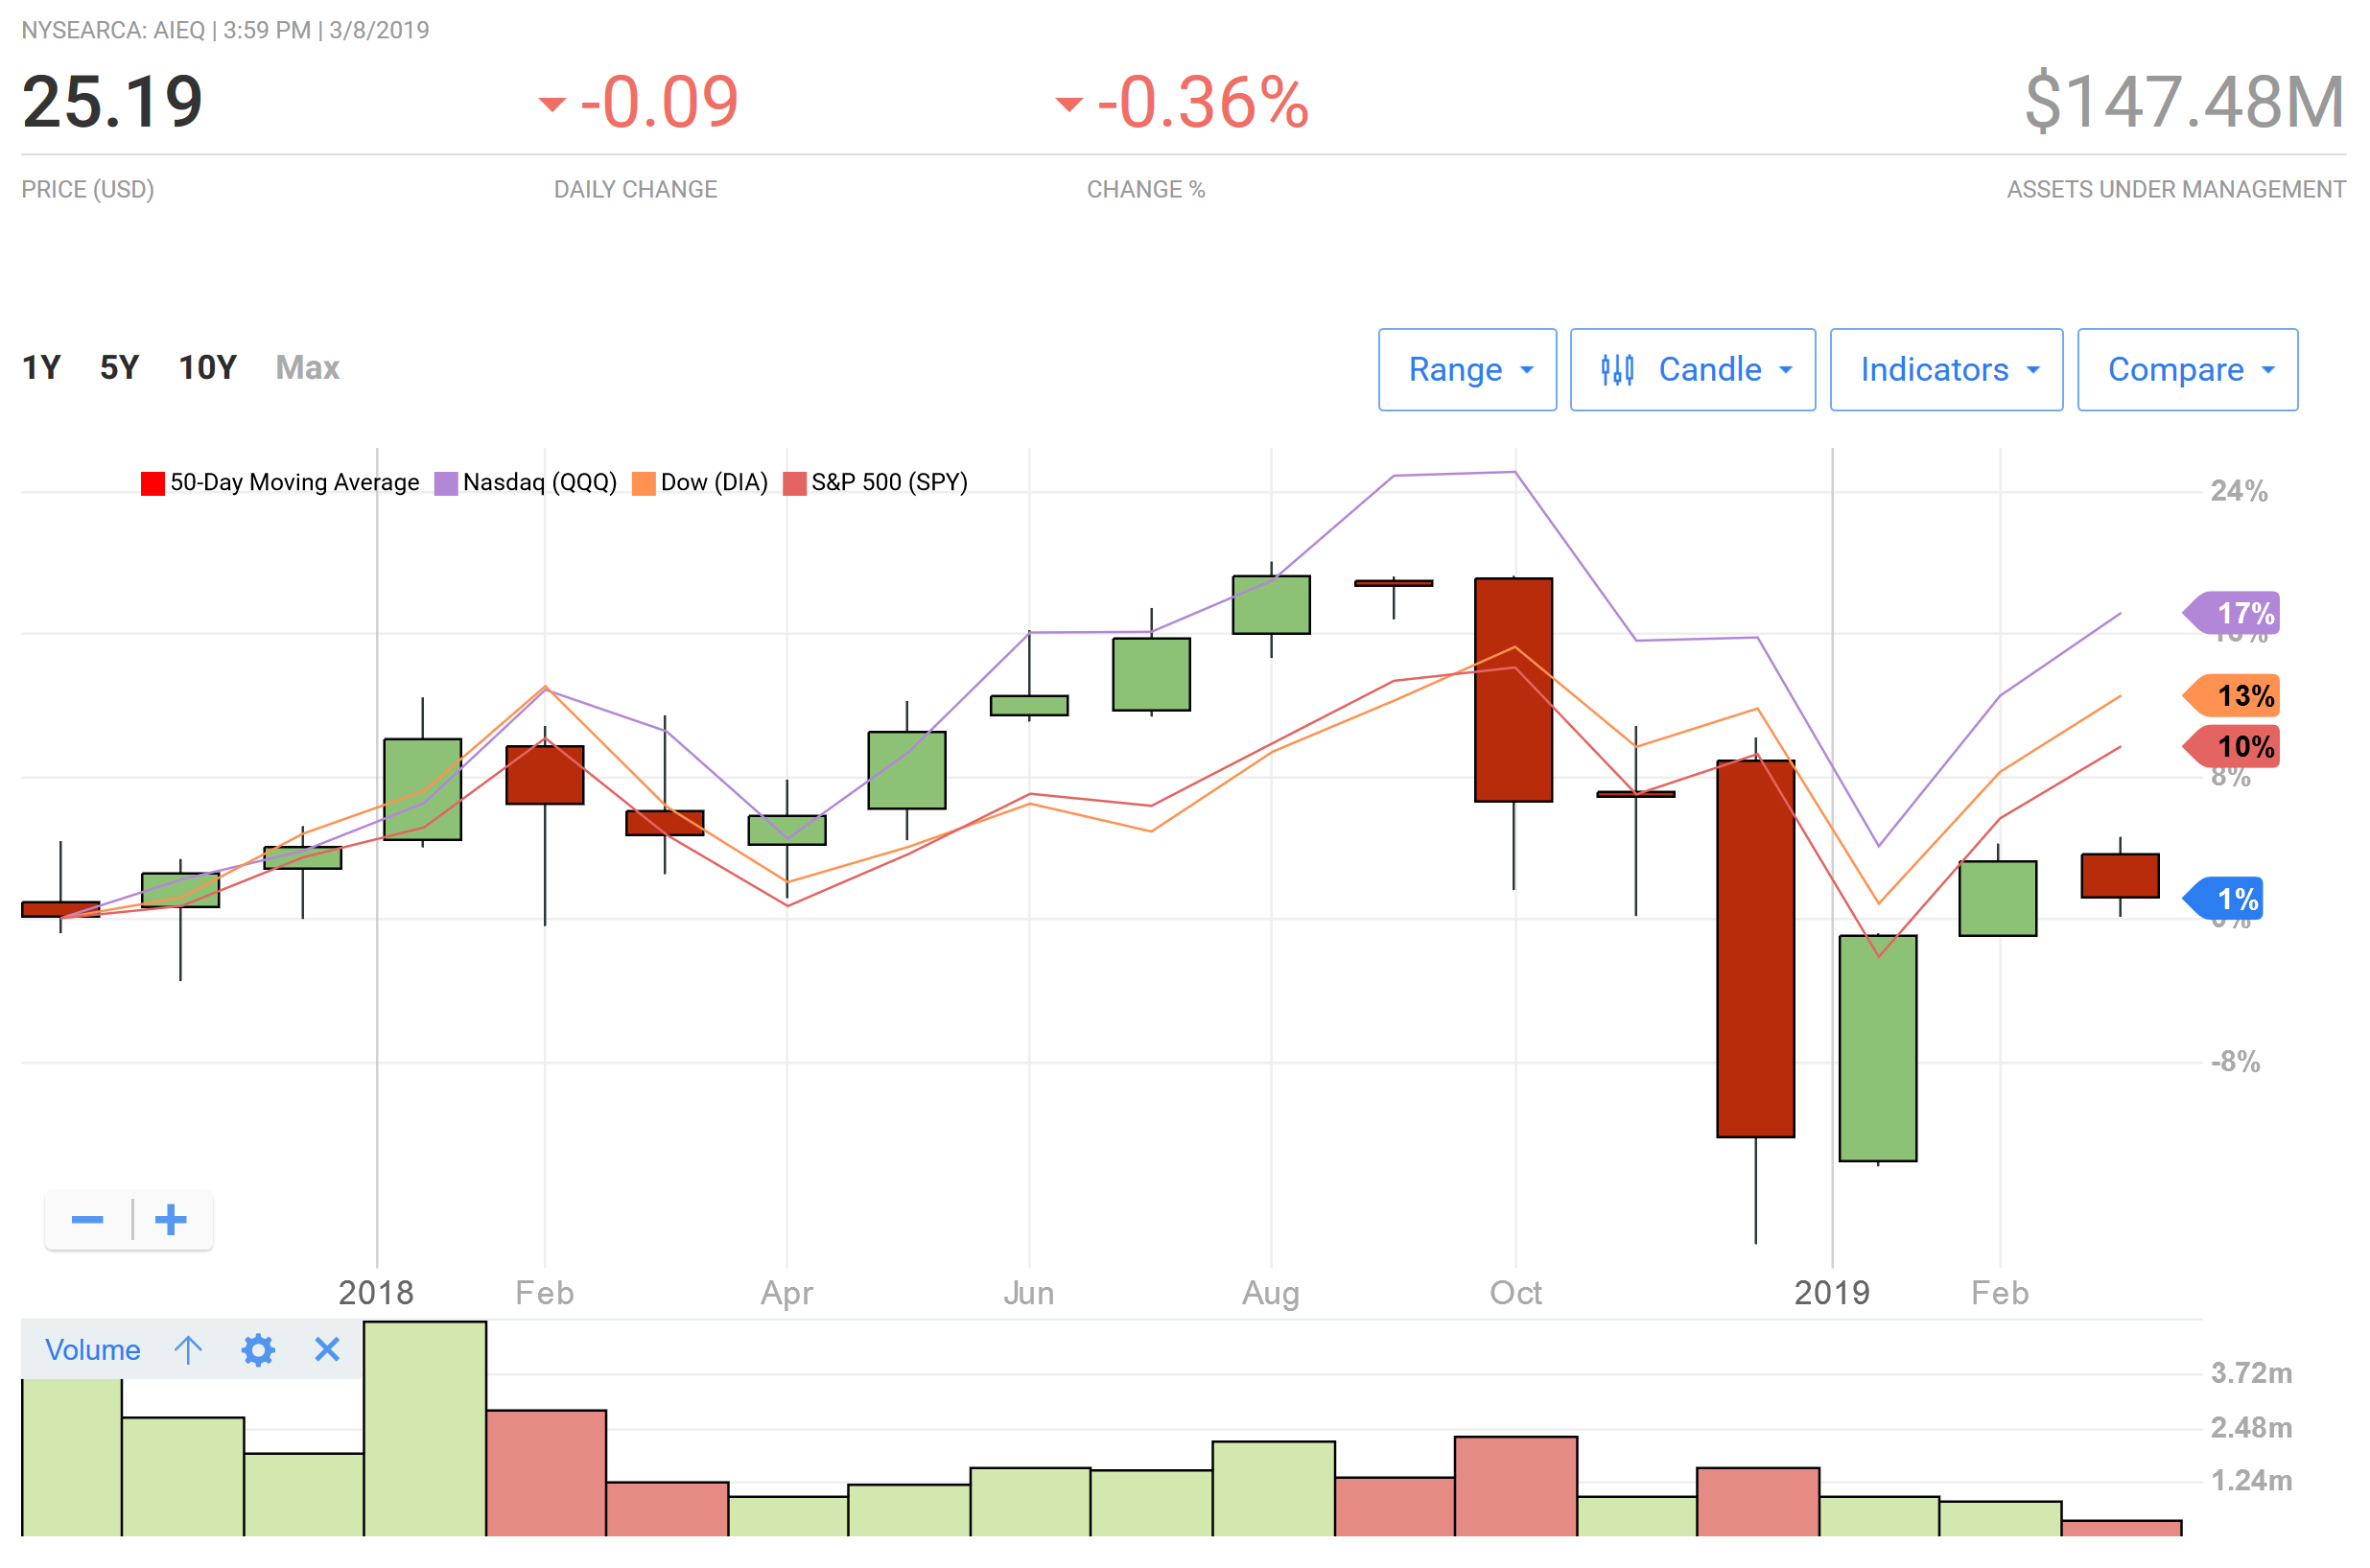 NYSEARCA: AIEQ | 3:59 PM | 3/8/2019
25.19 -0.09 -0.36% $147.48M
PRICE (USD) DAILY CHANGE CHANGE % ASSETS UNDER MANAGEMENT
1Y 5Y 10Y Max Range Candle Indicators Compare
50-Day Moving Average Nasdaq (QQQ) Dow (DIA) S&P 500 (SPY)
24%
17%
13%
10%
8%
1%
-8%
2018 Feb Apr Jun Aug Oct 2019 Feb
Volume
3.72m
2.48m
1.24m